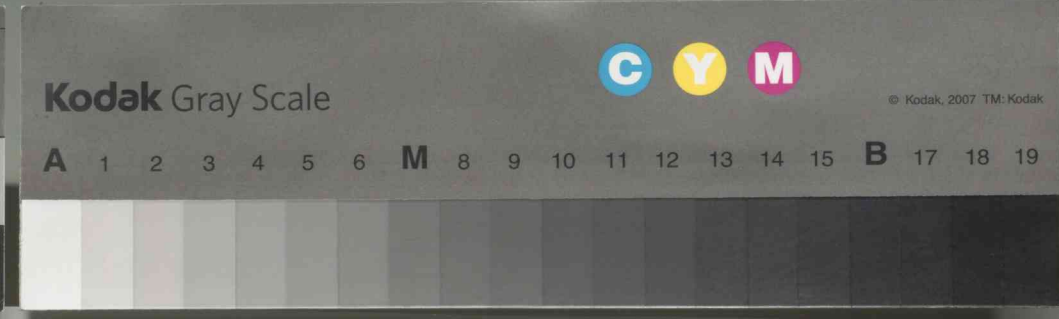 C Y M
Kodak Gray Scale
© Kodak, 2007 TM: Kodak
A 1 2 3 4 5 6 M 8 9 10 11 12 13 14 15 B 17 18 19